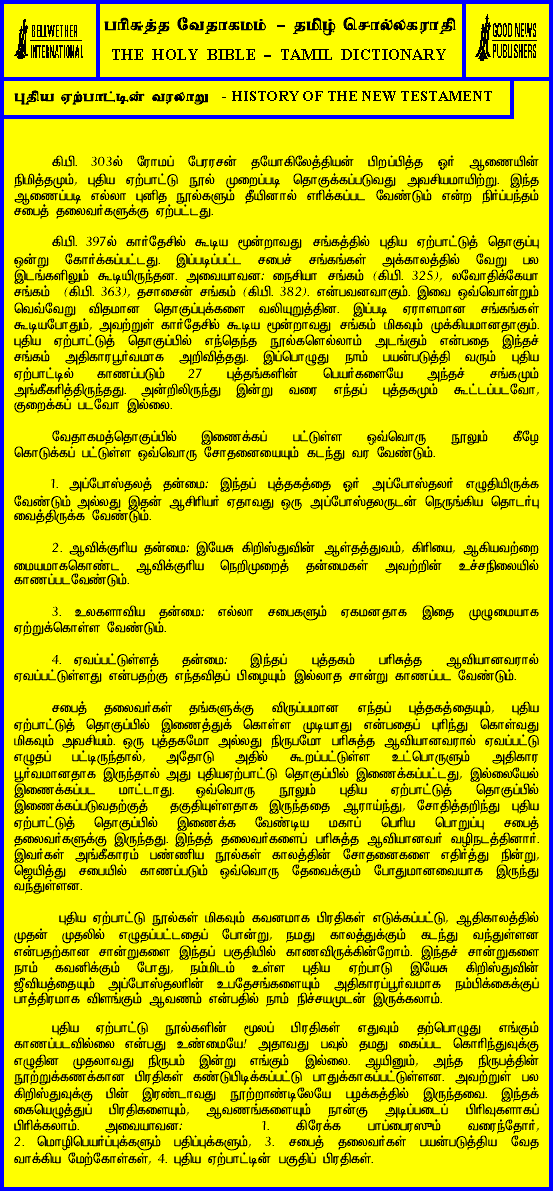 BELLWETHER
INTERNATIONAL
பரிசுத்த வேதாகமம் – தமிழ் சொல்லகராதி
THE HOLY BIBLE – TAMIL DICTIONARY
GOOD NEWS
PUBLISHERS
புதிய ஏற்பாட்டின் வரலாறு - HISTORY OF THE NEW TESTAMENT
கி.பி. 303ல் ரோமப் பேரரசன் தயோகிலேத்தியன் பிறப்பித்த ஓர் ஆணையின்
நிமித்தமும், புதிய ஏற்பாட்டு நூல் முறைப்படி தொகுக்கப்படுவது அவசியமாயிற்று. இந்த
ஆணைப்படி எல்லா புனித நூல்களும் தீயினால் எரிக்கப்பட வேண்டும் என்ற நிர்ப்பந்தம்
சபைத் தலைவர்களுக்கு ஏற்பட்டது.
கி.பி. 397ல் கார்தேசில் கூடிய மூன்றாவது சங்கத்தில் புதிய ஏற்பாட்டுத் தொகுப்பு
ஒன்று கோர்க்கப்பட்டது. இப்படிப்பட்ட சபைச் சங்கங்கள் அக்காலத்தில் வேறு பல
இடங்களிலும் கூடியிருந்தன. அவையாவன: நைசியா சங்கம் (கி.பி. 325), லவோதிக்கேயா
சங்கம் (கி.பி. 363), தசாசைன் சங்கம் (கி.பி. 382). என்பவனவாகும். இவை ஒவ்வொன்றும்
வெவ்வேறு விதமான தொகுப்புக்களை வலியுறுத்தின. இப்படி ஏராளமான சங்கங்கள்
கூடியபோதும், அவற்றுள் கார்தேசில் கூடிய மூன்றாவது சங்கம் மிகவும் முக்கியமானதாகும்.
புதிய ஏற்பாட்டுத் தொகுப்பில் எந்தெந்த நூல்களெல்லாம் அடங்கும் என்பதை இந்தச்
சங்கம் அதிகாரபூர்வமாக அறிவித்தது. இப்பொழுது நாம் பயன்படுத்தி வரும் புதிய
ஏற்பாட்டில் காணப்படும் 27 புத்தங்களின் பெயர்களையே அந்தச் சங்கமும்
அங்கீகரித்திருந்தது. அன்றிலிருந்து இன்று வரை எந்தப் புத்தகமும் கூட்டப்படவோ,
குறைக்கப் படவோ இல்லை.
வேதாகமத்தொகுப்பில் இணைக்கப் பட்டுள்ள ஒவ்வொரு நூலும் கீழே
கொடுக்கப் பட்டுள்ள ஒவ்வொரு சோதனையையும் கடந்து வர வேண்டும்.
1. அப்போஸ்தலத் தன்மை: இந்தப் புத்தகத்தை ஓர் அப்போஸ்தலர் எழுதியிருக்க
வேண்டும் அல்லது இதன் ஆசிரியர் ஏதாவது ஒரு அப்போஸ்தலருடன் நெருங்கிய தொடர்பு
வைத்திருக்க வேண்டும்.
2. ஆவிக்குரிய தன்மை: இயேசு கிறிஸ்துவின் ஆள்தத்துவம், கிரியை, ஆகியவற்றை
மையமாககொண்ட ஆவிக்குரிய நெறிமுறைத் தன்மைகள் அவற்றின் உச்சநிலையில்
காணப்படவேண்டும்.
3. உலகளாவிய தன்மை: எல்லா சபைகளும் ஏகமனதாக இதை முழுமையாக
ஏற்றுக்கொள்ள வேண்டும்.
4. ஏவப்பட்டுள்ளத் தன்மை: இந்தப் புத்தகம் பரிசுத்த ஆவியானவரால்
ஏவப்பட்டுள்ளது என்பதற்கு எந்தவிதப் பிழையும் இல்லாத சான்று காணப்பட வேண்டும்.
சபைத் தலைவர்கள் தங்களுக்கு விருப்பமான எந்தப் புத்தகத்தையும், புதிய
ஏற்பாட்டுத் தொகுப்பில் இணைத்துக் கொள்ள முடியாது என்பதைப் புரிந்து கொள்வது
மிகவும் அவசியம். ஒரு புத்தகமோ அல்லது நிருபமோ பரிசுத்த ஆவியானவரால் ஏவப்பட்டு
எழுதப் பட்டிருந்தால், அதோடு அதில் கூறப்பட்டுள்ள உட்பொருளும் அதிகார
பூர்வமானதாக இருந்தால் அது புதியஏற்பாட்டு தொகுப்பில் இணைக்கப்பட்டது, இல்லையேல்
இணைக்கப்பட மாட்டாது. ஒவ்வொரு நூலும் புதிய ஏற்பாட்டுத் தொகுப்பில்
இணைக்கப்படுவதற்குத் தகுதியுள்ளதாக இருந்ததை ஆராய்ந்து, சோதித்தறிந்து புதிய
ஏற்பாட்டுத் தொகுப்பில் இணைக்க வேண்டிய மகாப் பெரிய பொறுப்பு சபைத்
தலைவர்களுக்கு இருந்தது. இந்தத் தலைவர்களைப் பரிசுத்த ஆவியானவர் வழிநடத்தினார்.
இவர்கள் அங்கீகாரம் பண்ணிய நூல்கள் காலத்தின் சோதனைகளை எதிர்த்து நின்று,
ஜெயித்து சபையில் காணப்படும் ஒவ்வொரு தேவைக்கும் போதுமானவையாக இருந்து
வந்துள்ளன.
புதிய ஏற்பாட்டு நூல்கள் மிகவும் கவனமாக பிரதிகள் எடுக்கப்பட்டு, ஆதிகாலத்தில்
முதன் முதலில் எழுதப்பட்டதைப் போன்று, நமது காலத்துக்கும் கடந்து வந்துள்ளன
என்பதற்கான சான்றுகளை இந்தப் பகுதியில் காணவிருக்கின்றோம். இந்தச் சான்றுகளை
நாம் கவனிக்கும் போது, நம்மிடம் உள்ள புதிய ஏற்பாடு இயேசு கிறிஸ்துவின்
ஜீவியத்தையும் அப்போஸ்தலரின் உபதேசங்களையும் அதிகாரப்பூர்வமாக நம்பிக்கைக்குப்
பாத்திரமாக விளங்கும் ஆவணம் என்பதில் நாம் நிச்சயமுடன் இருக்கலாம்.
புதிய ஏற்பாட்டு நூல்களின் மூலப் பிரதிகள் எதுவும் தற்பொழுது எங்கும்
காணப்படவில்லை என்பது உண்மையே! அதாவது பவுல் தமது கைப்பட கொரிந்துவுக்கு
எழுதின முதலாவது நிருபம் இன்று எங்கும் இல்லை. ஆயினும், அந்த நிருபத்தின்
நூற்றுக்கணக்கான பிரதிகள் கண்டுபிடிக்கப்பட்டு பாதுக்காகப்பட்டுள்ளன. அவற்றுள் பல
கிறிஸ்துவுக்கு பின் இரண்டாவது நூற்றாண்டிலேயே பழக்கத்தில் இருந்தவை. இந்தக்
கையெழுத்துப் பிரதிகளையும், ஆவணங்களையும் நான்கு அடிப்படைப் பிரிவுகளாகப்
பிரிக்கலாம். அவையாவன: 1. கிரேக்க பாப்பைரஸும் வரைந்தோர்,
2. மொழிபெயர்ப்புக்களும் பதிப்புக்களும், 3. சபைத் தலைவர்கள் பயன்படுத்திய வேத
வாக்கிய மேற்கோள்கள், 4. புதிய ஏற்பாட்டின் பகுதிப் பிரதிகள்.